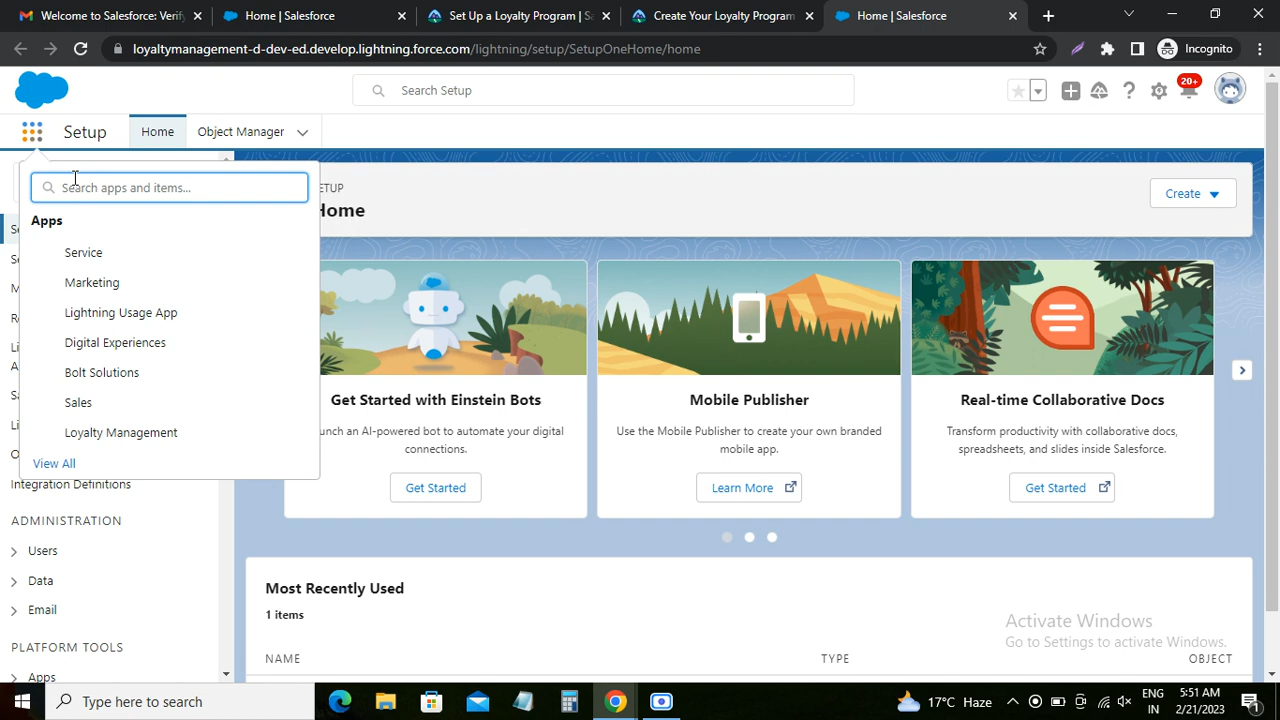 Welcome to Salesforce: Verify
Home | Salesforce
Set Up a Loyalty Program | S
Create Your Loyalty Program
Home | Salesforce
loyaltymanagement-d-dev-ed.develop.lightning.force.com/lightning/setup/SetupOneHome/home
Incognito
Search Setup
20+
Setup
Home
Object Manager
Search apps and items...
Apps
Service
Marketing
Lightning Usage App
Digital Experiences
Bolt Solutions
Sales
Loyalty Management
View All
Integration Definitions
ADMINISTRATION
Users
Data
Email
PLATFORM TOOLS
Apps
SETUP
Home
Create
Get Started with Einstein Bots
unch an AI-powered bot to automate your digital
connections.
Get Started
Mobile Publisher
Use the Mobile Publisher to create your own branded
mobile app.
Learn More
Real-time Collaborative Docs
Transform productivity with collaborative docs,
spreadsheets, and slides inside Salesforce.
Get Started
Most Recently Used
1 items
NAME
TYPE
OBJECT
Activate Windows
Go to Settings to activate Windows.
Type here to search
17°C Haze
ENG
IN
5:51 AM
2/21/2023
1